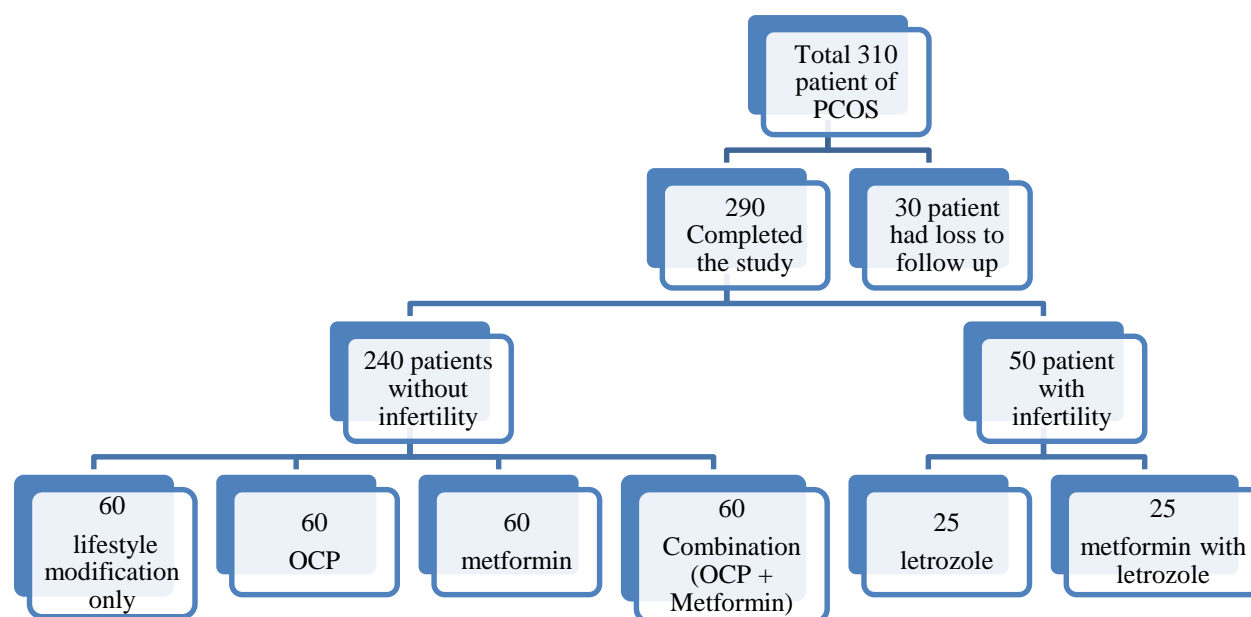 Total 310
patient of
PCOS
290
Completed
the study
30 patient
had loss to
follow up
240 patients
without
infertility
50 patient
with
infertility
60
lifestyle
modification
only
60
OCP
60
metformin
60
Combination
(OCP +
Metformin)
25
letrozole
25
metformin with
letrozole